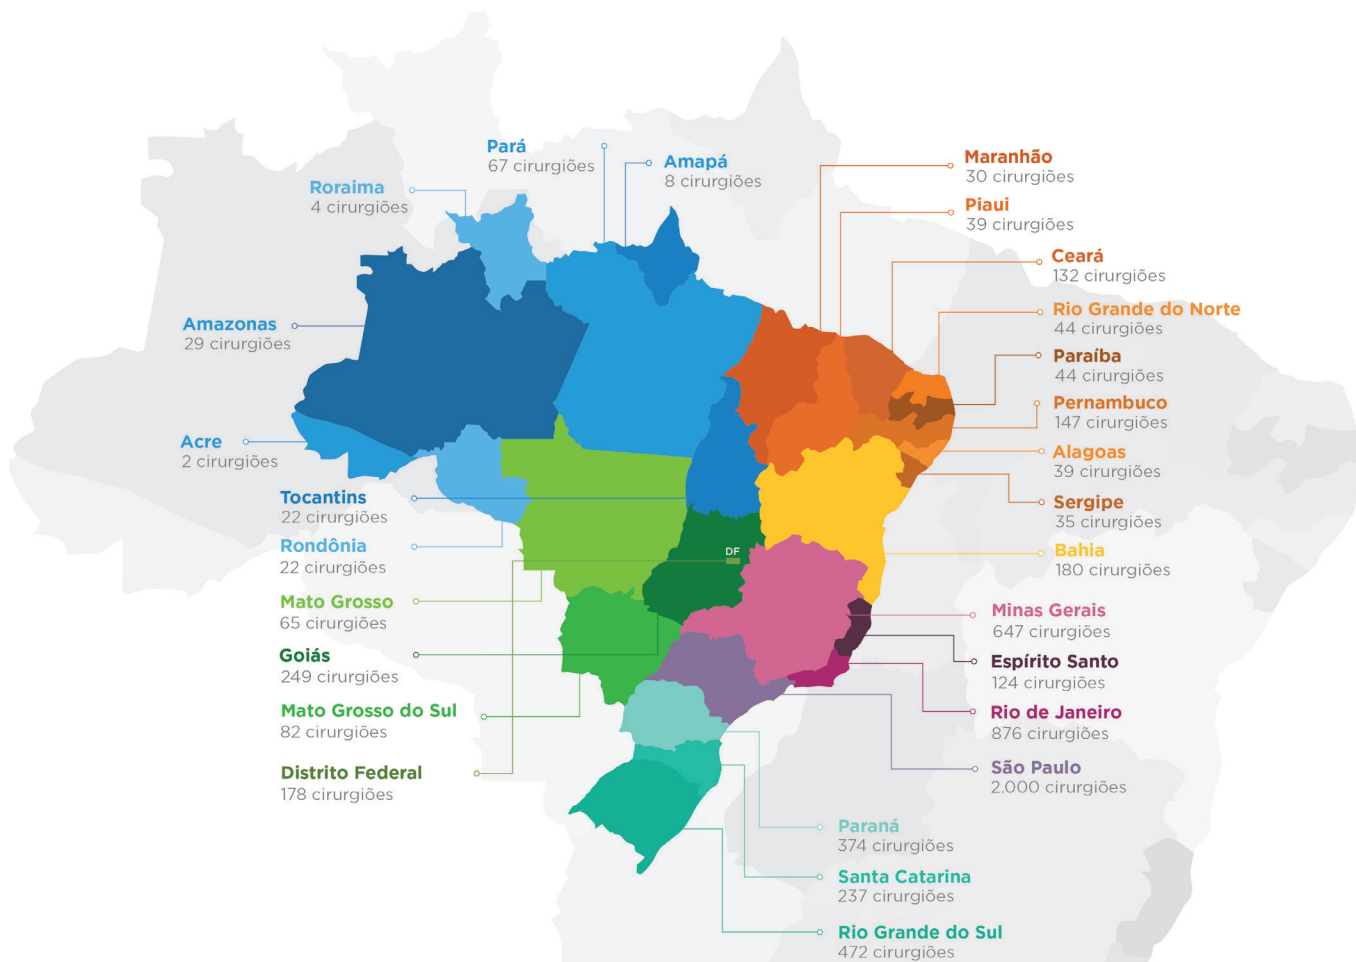 Pará
67 cirurgiões
Amapá
8 cirurgiões
Roraima
4 cirurgiões
Amazonas
29 cirurgiões
Acre
2 cirurgiões
Tocantins
22 cirurgiões
Rondônia
22 cirurgiões
Mato Grosso
65 cirurgiões
Goiás
249 cirurgiões
Mato Grosso do Sul
82 cirurgiões
Distrito Federal
178 cirurgiões
DF
Maranhão
30 cirurgiões
Piaui
39 cirurgiões
Ceará
132 cirurgiões
Rio Grande do Norte
44 cirurgiões
Paraíba
44 cirurgiões
Pernambuco
147 cirurgiões
Alagoas
39 cirurgiões
Sergipe
35 cirurgiões
Bahia
180 cirurgiões
Minas Gerais
647 cirurgiões
Espírito Santo
124 cirurgiões
Rio de Janeiro
876 cirurgiões
São Paulo
2.000 cirurgiões
Paraná
374 cirurgiões
Santa Catarina
237 cirurgiões
Rio Grande do Sul
472 cirurgiões